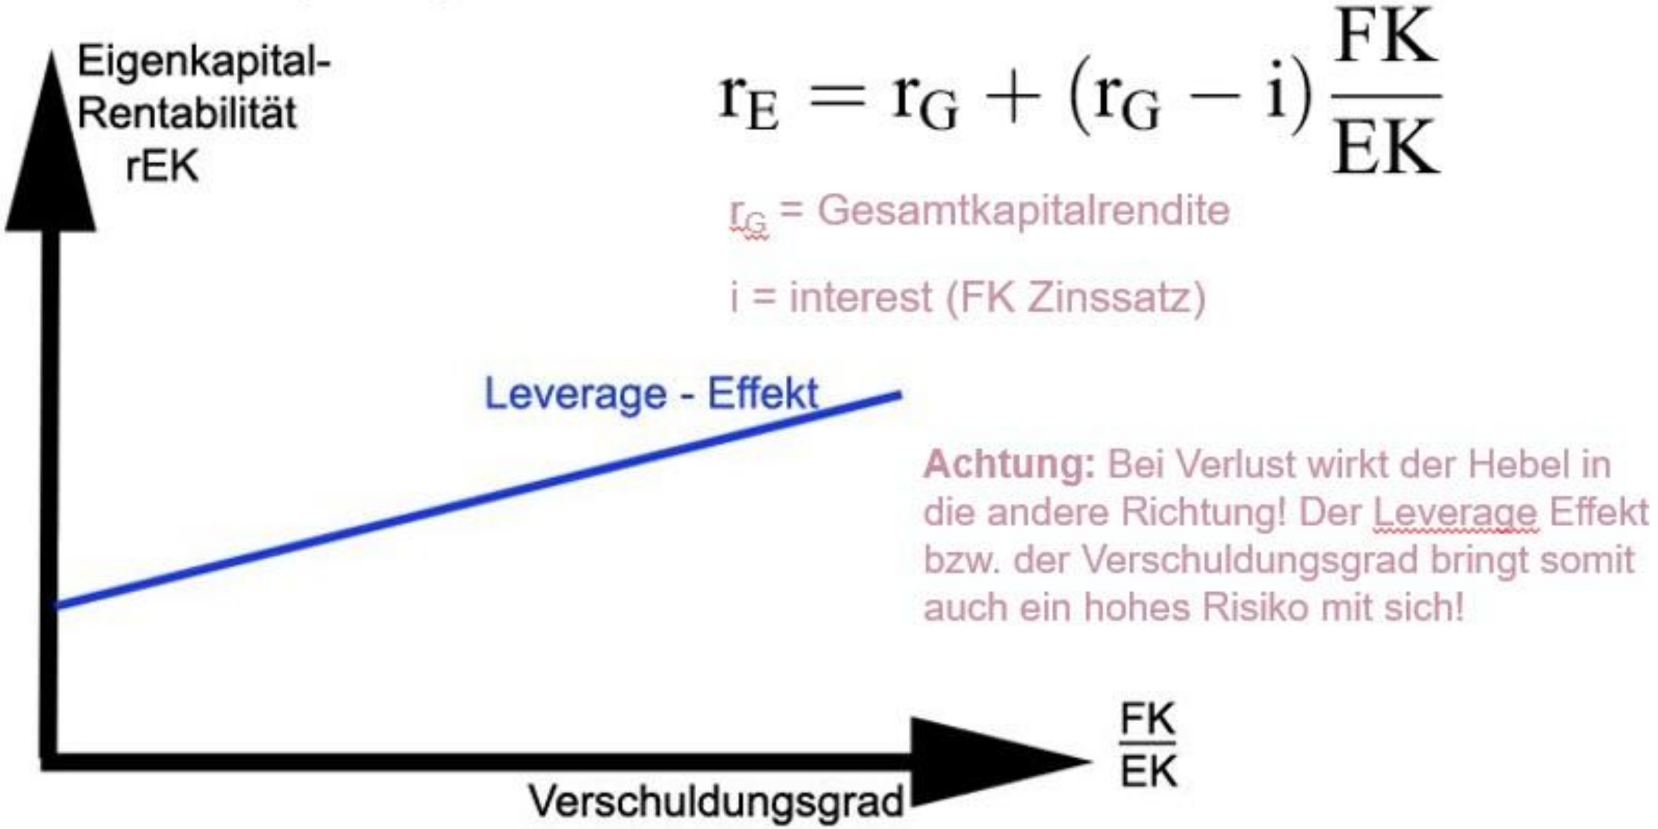 Eigenkapital-
Rentabilität
rEK
r_E = r_G + (r_G − i) FK/EK
r_G = Gesamtkapitalrendite
i = interest (FK Zinssatz)
Leverage - Effekt
Achtung: Bei Verlust wirkt der Hebel in
die andere Richtung! Der Leverage Effekt
bzw. der Verschuldungsgrad bringt somit
auch ein hohes Risiko mit sich!
FK
EK
Verschuldungsgrad